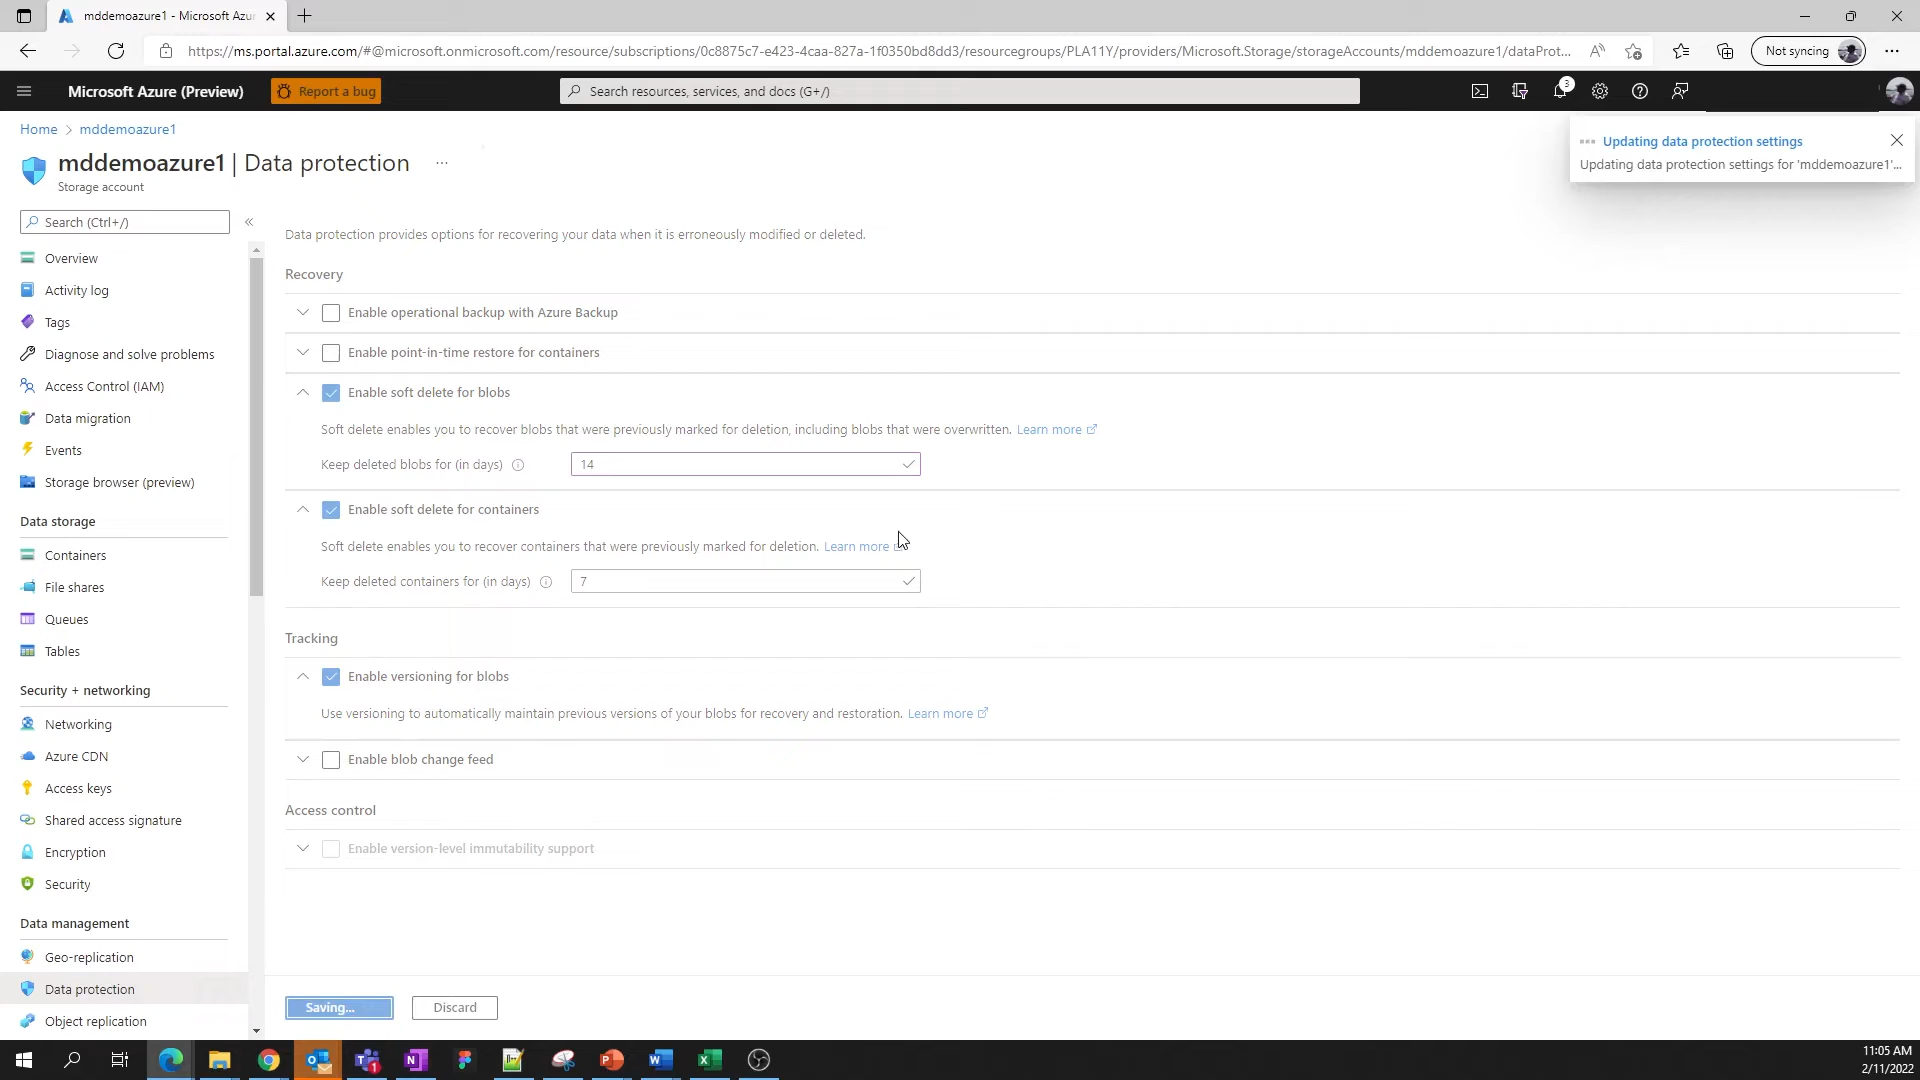 mddemoazure1 - Microsoft Azu
https://ms.portal.azure.com/#@microsoft.onmicrosoft.com/resource/subscriptions/0c8875c7-e423-4caa-827a-1f0350bd8dd3/resourcegroups/PLA11Y/providers/Microsoft.Storage/storageAccounts/mddemoazure1/dataProt...
Not syncing
Microsoft Azure (Preview)
Report a bug
Search resources, services, and docs (G+/)
3
Home > mddemoazure1
Updating data protection settings
Updating data protection settings for 'mddemoazure1'...
mddemoazure1 | Data protection ...
Storage account
Search (Ctrl+/)
Overview
Activity log
Tags
Diagnose and solve problems
Access Control (IAM)
Data migration
Events
Storage browser (preview)
Data storage
Containers
File shares
Queues
Tables
Security + networking
Networking
Azure CDN
Access keys
Shared access signature
Encryption
Security
Data management
Geo-replication
Data protection
Object replication
Data protection provides options for recovering your data when it is erroneously modified or deleted.
Recovery
Enable operational backup with Azure Backup
Enable point-in-time restore for containers
Enable soft delete for blobs
Soft delete enables you to recover blobs that were previously marked for deletion, including blobs that were overwritten. Learn more
Keep deleted blobs for (in days) 14
Enable soft delete for containers
Soft delete enables you to recover containers that were previously marked for deletion. Learn more
Keep deleted containers for (in days) 7
Tracking
Enable versioning for blobs
Use versioning to automatically maintain previous versions of your blobs for recovery and restoration. Learn more
Enable blob change feed
Access control
Enable version-level immutability support
Saving...
Discard
11:05 AM
2/11/2022